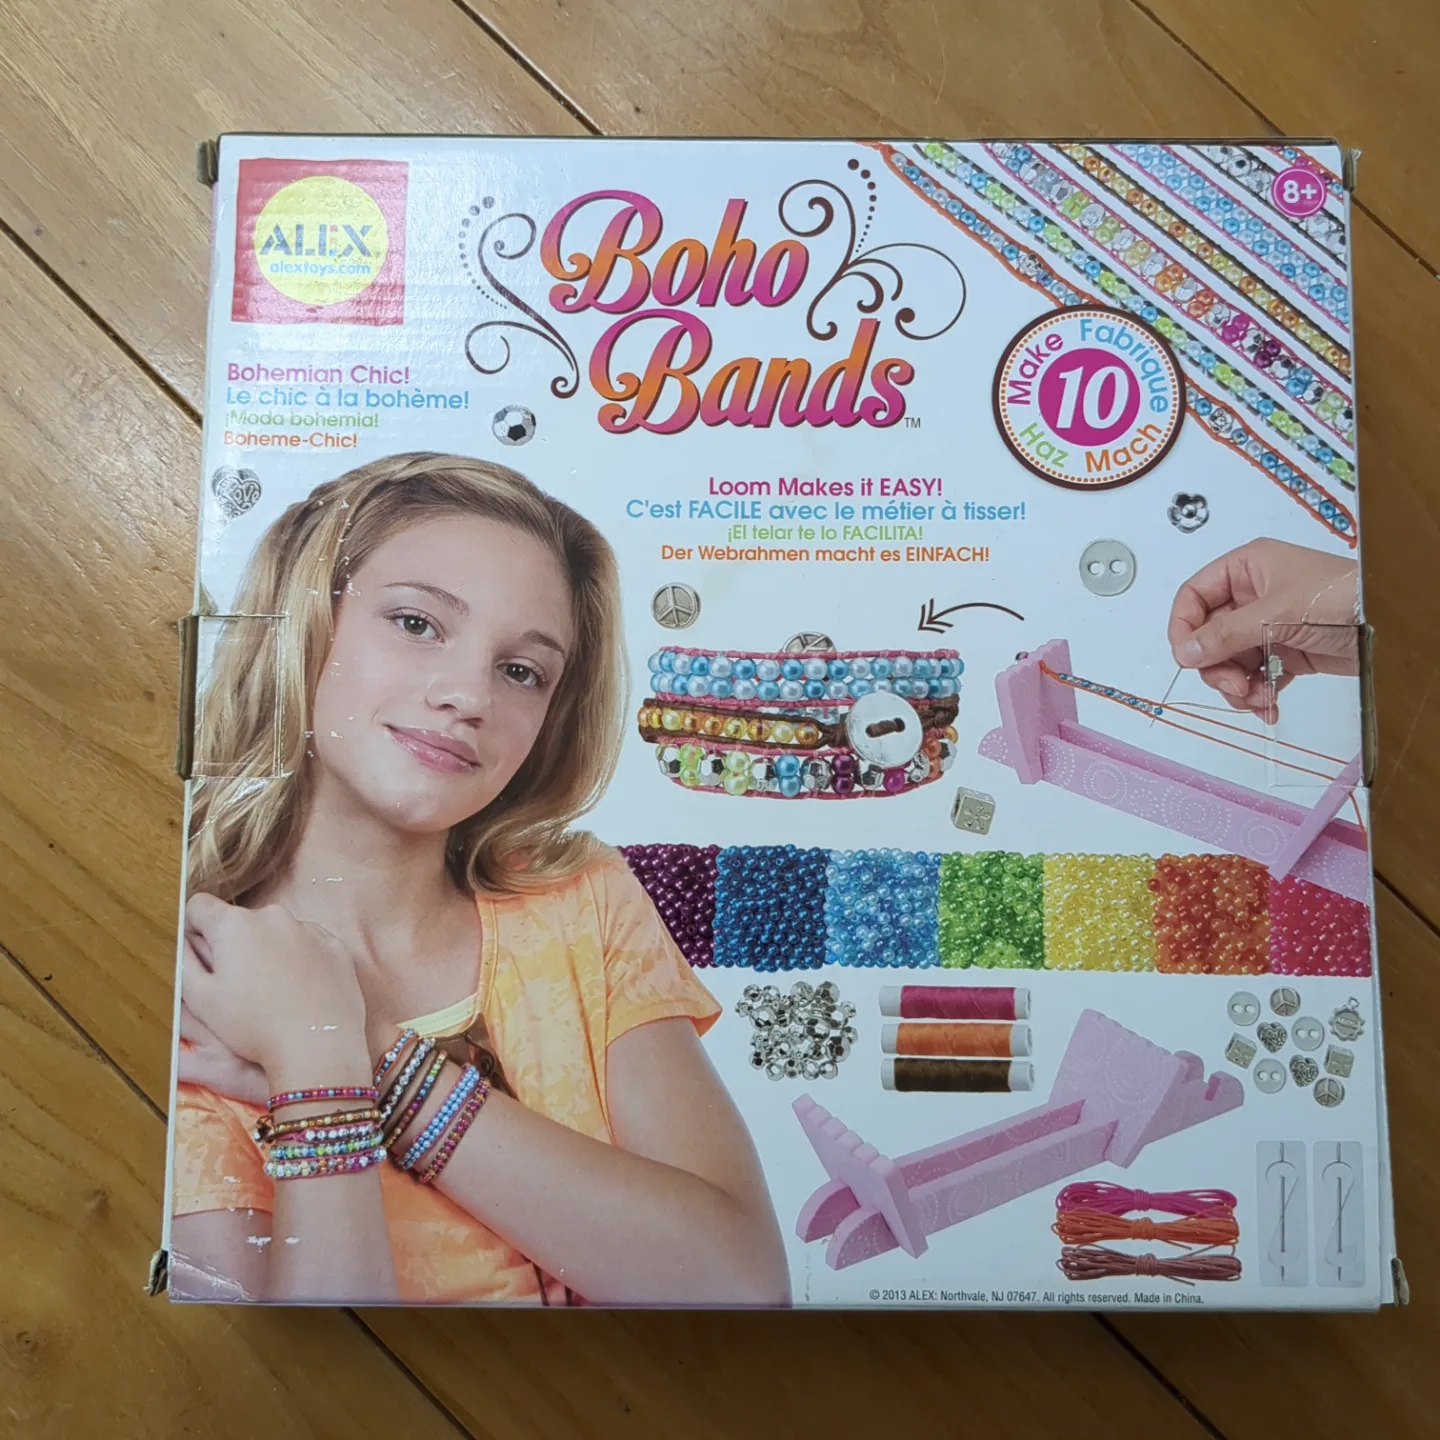 ALEX
alextoys.com
Boho
Bands
TM
8+
Bohemian Chic!
Le chic à la bohème!
¡Moda bohemia!
Boheme-Chic!
Make
Fabrique
10
Haz
Mach
Love
Loom Makes it EASY!
C'est FACILE avec le métier à tisser!
¡El telar te lo FACILITA!
Der Webrahmen macht es EINFACH!
© 2013 ALEX: Northvale, NJ 07647. All rights reserved. Made in China.